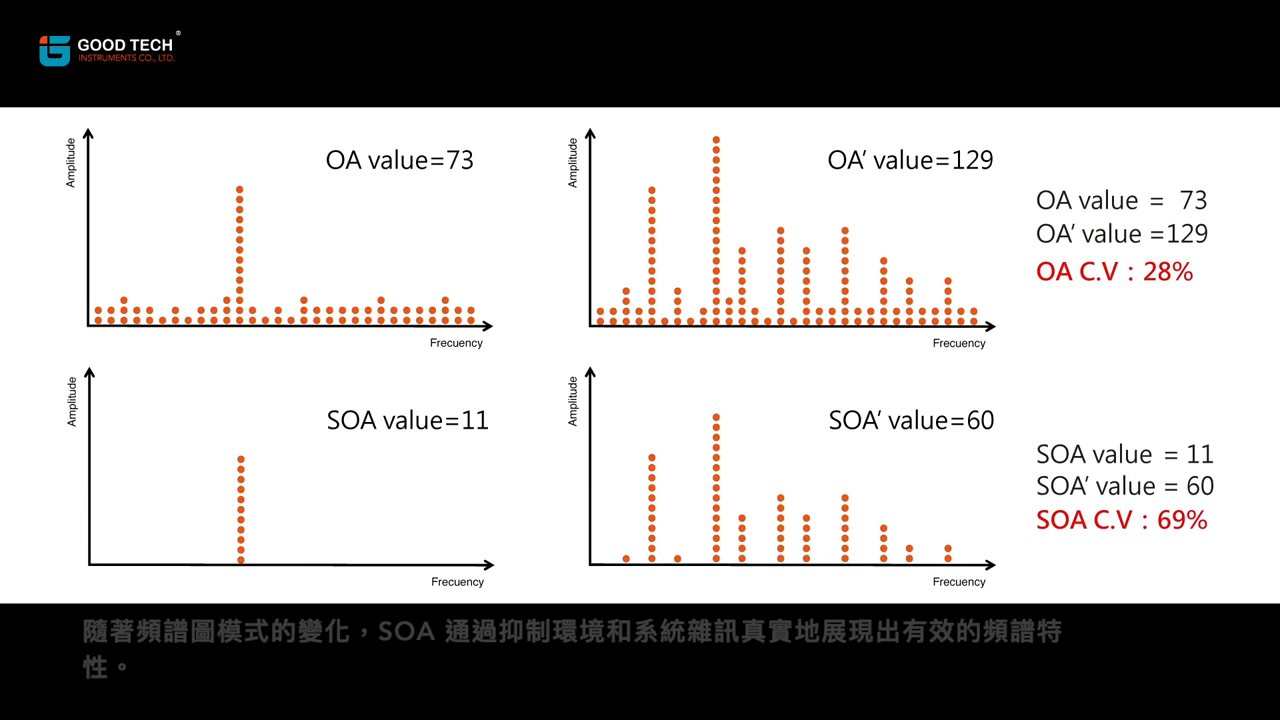 GOOD TECH®
INSTRUMENTS CO., LTD.
Amplitude
OA value=73
Frecuency
Amplitude
OA’ value=129
Frecuency
OA value = 73
OA’ value =129
OA C.V：28%
Amplitude
SOA value=11
Frecuency
Amplitude
SOA’ value=60
Frecuency
SOA value = 11
SOA’ value = 60
SOA C.V：69%
隨著頻譜圖模式的變化，SOA 通過抑制環境和系統雜訊真實地展現出有效的頻譜特
性。